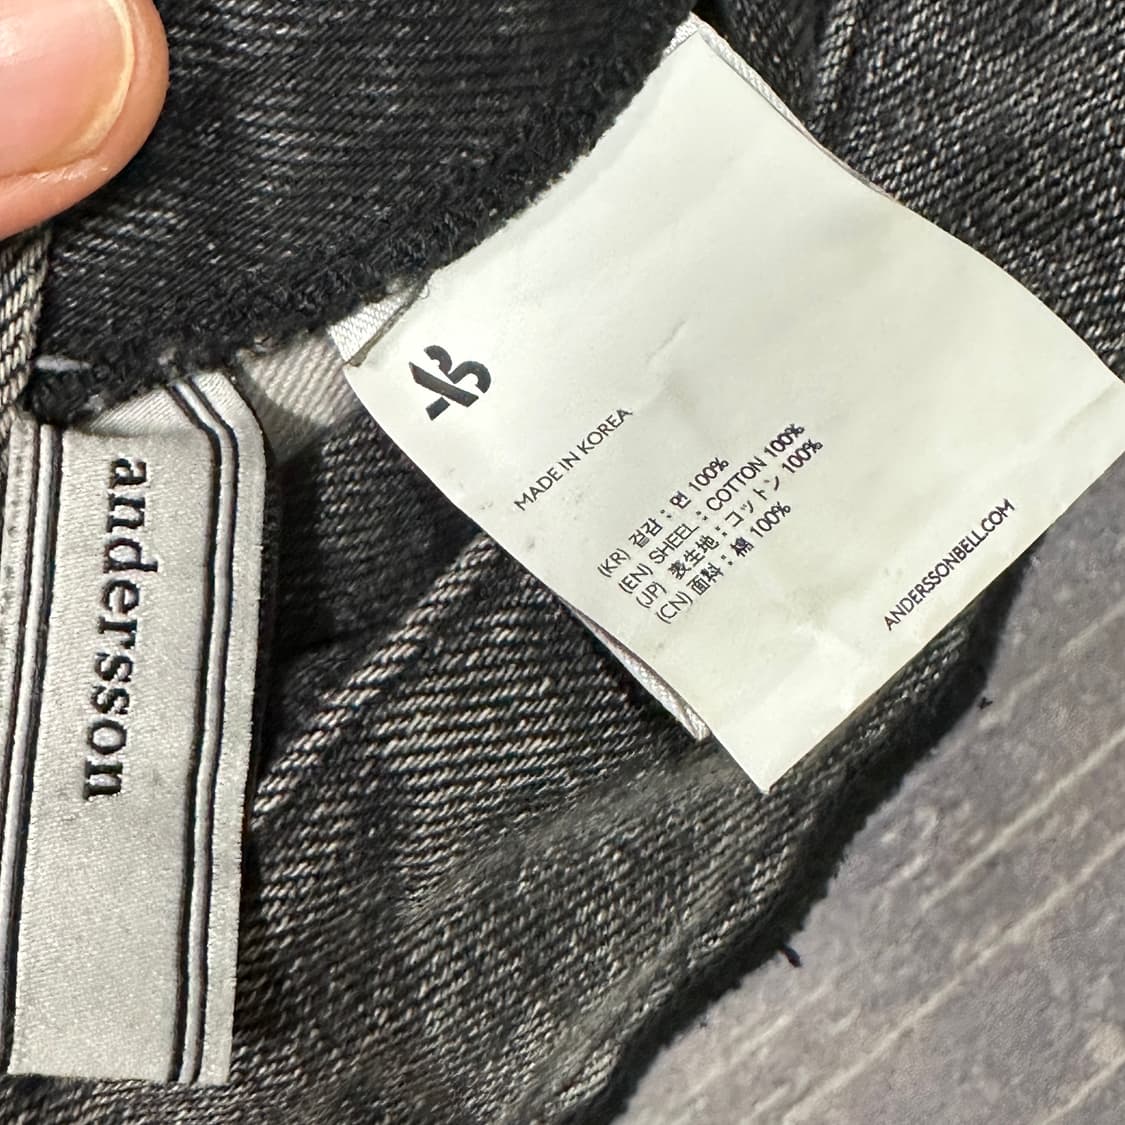 andersson
MADE IN KOREA
(KR) 겉감 : 면 100%
(EN) SHEEL : COTTON 100%
(JP) 表生地 : コットン 100%
(CN) 面料 : 棉 100%
ANDERSSONBELL.COM